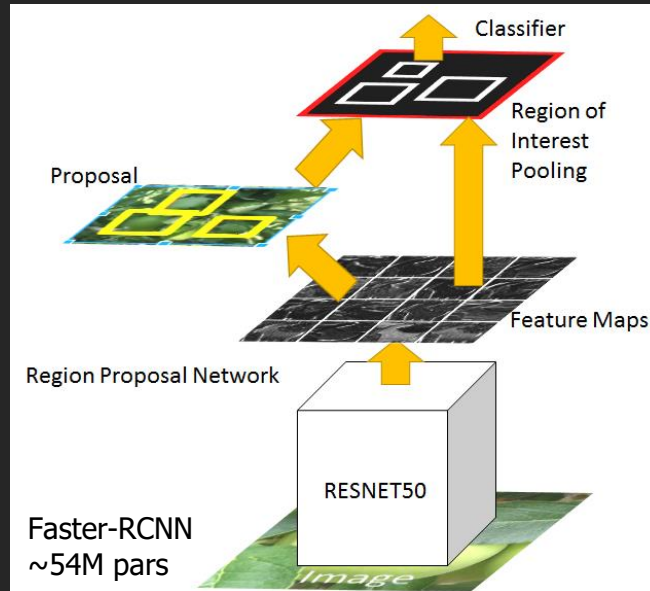 Classifier
Region of
Interest
Pooling
Proposal
Feature Maps
Region Proposal Network
RESNET50
Faster-RCNN
~54M pars
Image